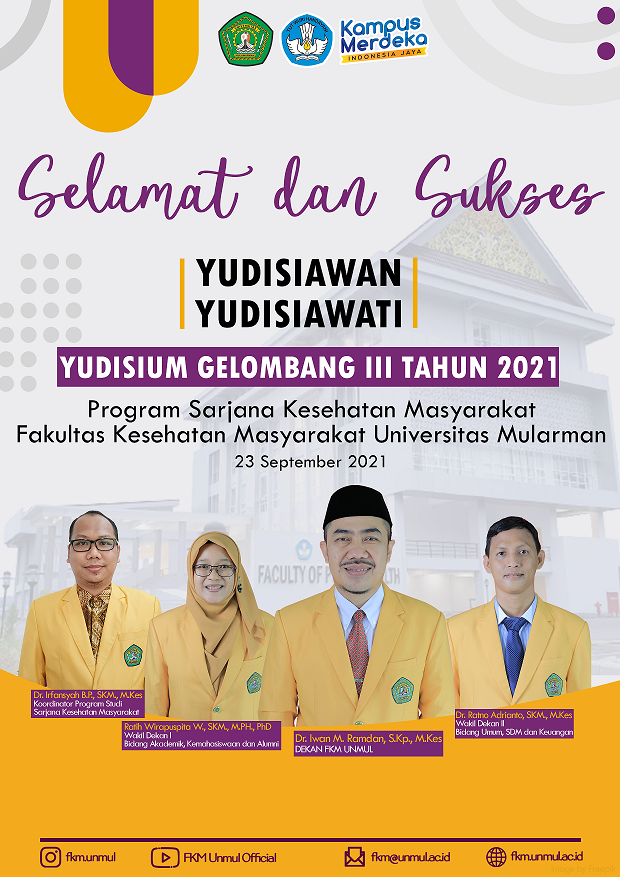 Kampus
Merdeka
INDONESIA JAYA
Selamat dan Sukses
YUDISIAWAN
YUDISIAWATI
YUDISIUM GELOMBANG III TAHUN 2021
Program Sarjana Kesehatan Masyarakat
Fakultas Kesehatan Masyarakat Universitas Mularman
23 September 2021
FACULTY OF P
LTH
Dr. Irfansyah B.P., SKM., M.Kes
Koordinator Program Studi
Sarjana Kesehatan Masyarakat
Ratih Wirapuspita W., SKM., M.PH., PhD
Wakil Dekan I
Bidang Akademik, Kemahasiswaan dan Alumni
Dr. Iwan M. Ramdan, S.Kp., M.Kes
DEKAN FKM UNMUL
Dr. Ratno Adrianto, SKM., M.Kes
Wakil Dekan II
Bidang Umum, SDM dan Keuangan
fkm.unmul
FKM Unmul Official
fkm@unmul.ac.id
fkm.unmul.ac.id